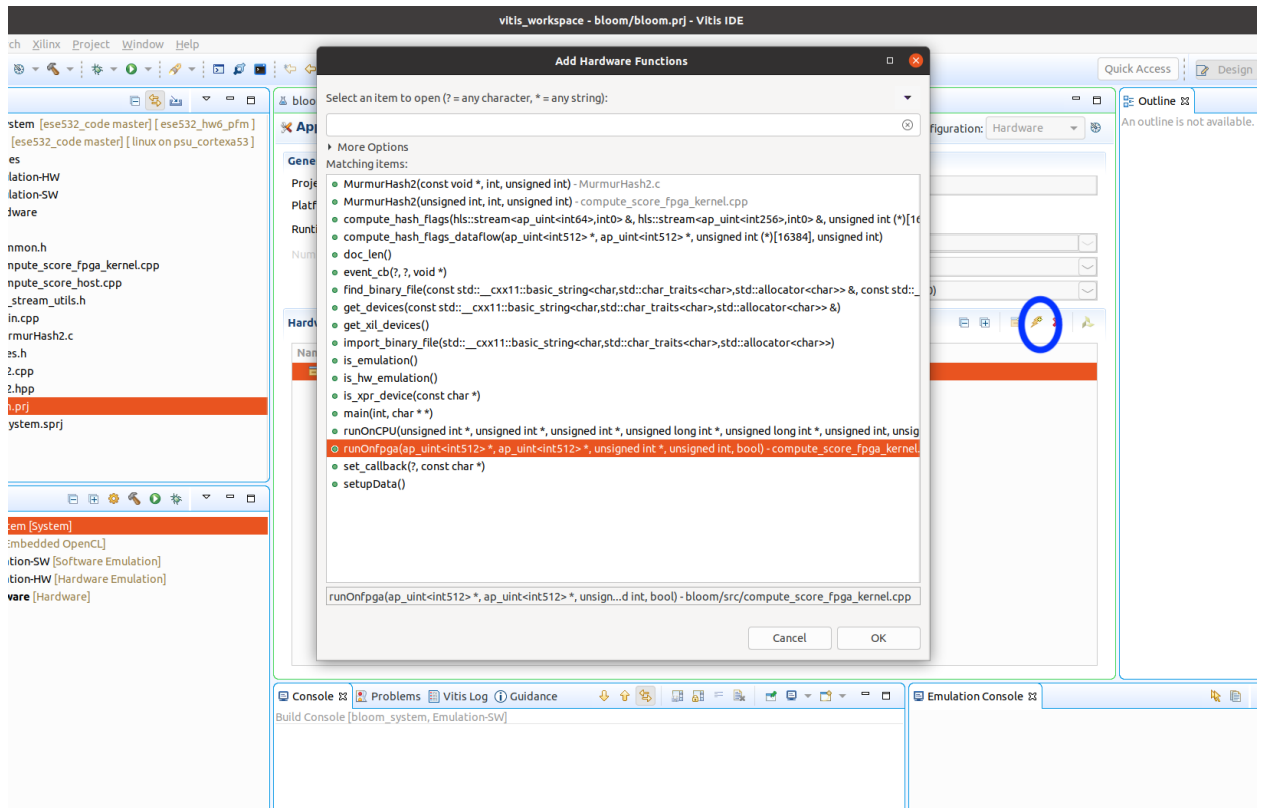 vitis_workspace - bloom/bloom.prj - Vitis IDE
ch Xilinx Project Window Help
Quick Access Design
Add Hardware Functions
Select an item to open (? = any character, * = any string):
More Options
Matching items:
MurmurHash2(const void *, int, unsigned int) - MurmurHash2.c
MurmurHash2(unsigned int, int, unsigned int) - compute_score_fpga_kernel.cpp
compute_hash_flags(hls::stream<ap_uint<int64>,int0> &, hls::stream<ap_uint<int256>,int0> &, unsigned int (*)[16
compute_hash_flags_dataflow(ap_uint<int512> *, ap_uint<int512> *, unsigned int (*)[16384], unsigned int)
doc_len()
event_cb(?, ?, void *)
find_binary_file(const std::__cxx11::basic_string<char,std::char_traits<char>,std::allocator<char>> &, const std::_
get_devices(const std::__cxx11::basic_string<char,std::char_traits<char>,std::allocator<char>> &)
get_xil_devices()
import_binary_file(std::__cxx11::basic_string<char,std::char_traits<char>,std::allocator<char>>)
is_emulation()
is_hw_emulation()
is_xpr_device(const char *)
main(int, char * *)
runOnCPU(unsigned int *, unsigned int *, unsigned int *, unsigned long int *, unsigned long int *, unsigned int, unsig
runOnfpga(ap_uint<int512> *, ap_uint<int512> *, unsigned int *, unsigned int, bool) - compute_score_fpga_kernel.
set_callback(?, const char *)
setupData()
runOnfpga(ap_uint<int512> *, ap_uint<int512> *, unsign...d int, bool) - bloom/src/compute_score_fpga_kernel.cpp
Cancel OK
ystem [ese532_code master] [ ese532_hw6_pfm ]
[ese532_code master] [ linux on psu_cortexa53 ]
es
lation-HW
lation-SW
dware
mmon.h
mpute_score_fpga_kernel.cpp
mpute_score_host.cpp
_stream_utils.h
in.cpp
rmurHash2.c
es.h
2.cpp
2.hpp
n.prj
ystem.sprj
tem [System]
Embedded OpenCL]
tion-SW [Software Emulation]
tion-HW [Hardware Emulation]
ware [Hardware]
bloo
App
figuration: Hardware
Gene
Proje
Platf
Runti
Num
0)
Hardw
Nam
Outline
An outline is not available.
Console Problems Vitis Log Guidance
Build Console [bloom_system, Emulation-SW]
Emulation Console